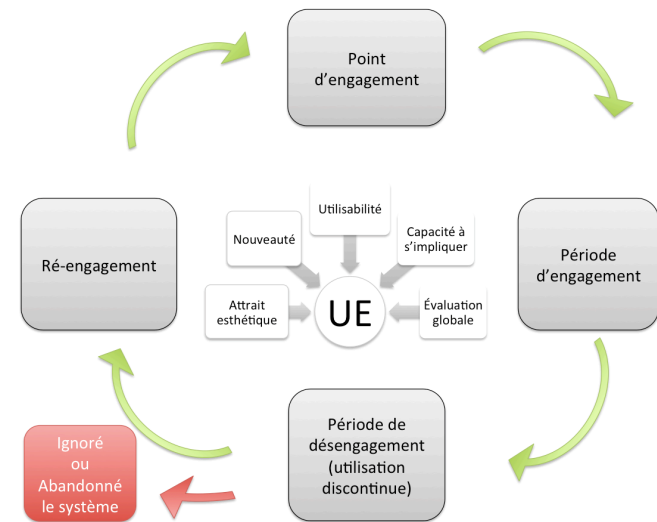 Point
d’engagement
Utilisabilité
Nouveauté
Capacité à
s’impliquer
Ré-engagement
Période
d’engagement
Attrait
esthétique
UE
Évaluation
globale
Période de
désengagement
(utilisation
discontinue)
Ignoré
ou
Abandonné
le système